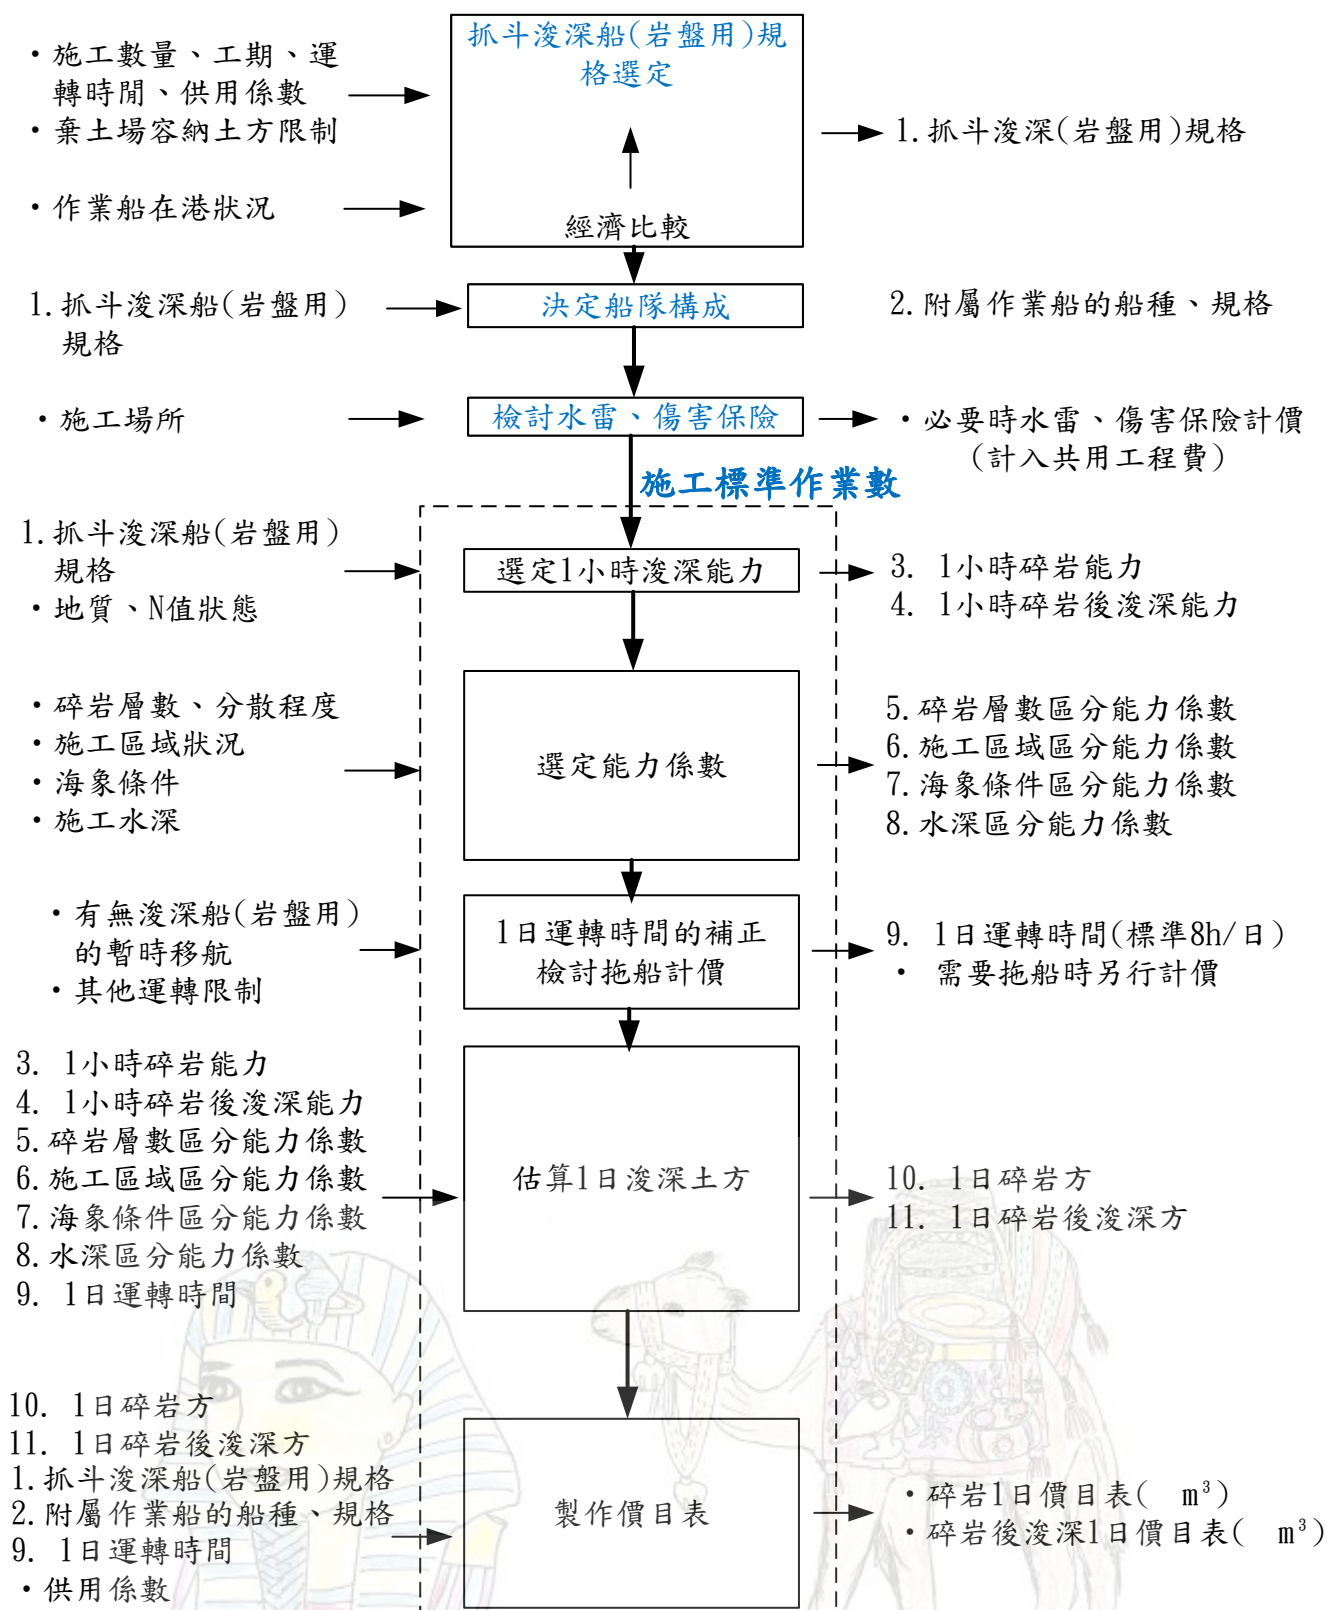 抓斗浚深船(岩盤用)規
格選定
・施工數量、工期、運
轉時閒、供用係數
・棄土場容納土方限制
・作業船在港狀況
經濟比較
1.抓斗浚深(岩盤用)規格
1.抓斗浚深船(岩盤用)
規格
決定船隊構成
2.附屬作業船的船種、規格
・施工場所
檢討水雷、傷害保險
・必要時水雷、傷害保險計價
(計入共用工程費)
施工標準作業數
1.抓斗浚深船(岩盤用)
規格
・地質、N值狀態
選定1小時浚深能力
3. 1小時碎岩能力
4. 1小時碎岩後浚深能力
・碎岩層數、分散程度
・施工區域狀況
・海象條件
・施工水深
選定能力係數
5.碎岩層數區分能力係數
6.施工區域區分能力係數
7.海象條件區分能力係數
8.水深區分能力係數
・有無浚深船(岩盤用)
的暫時移航
・其他運轉限制
1日運轉時間的補正
檢討拖船計價
9. 1日運轉時間(標準8h/日)
・ 需要拖船時另行計價
3. 1小時碎岩能力
4. 1小時碎岩後浚深能力
5.碎岩層數區分能力係數
6.施工區域區分能力係數
7.海象條件區分能力係數
8.水深區分能力係數
9. 1日運轉時間
估算1日浚深土方
10. 1日碎岩方
11. 1日碎岩後浚深方
10. 1日碎岩方
11. 1日碎岩後浚深方
1.抓斗浚深船(岩盤用)規格
2.附屬作業船的船種、規格
9. 1日運轉時間
・供用係數
製作價目表
・碎岩1日價目表( m³)
・碎岩後浚深1日價目表( m³)